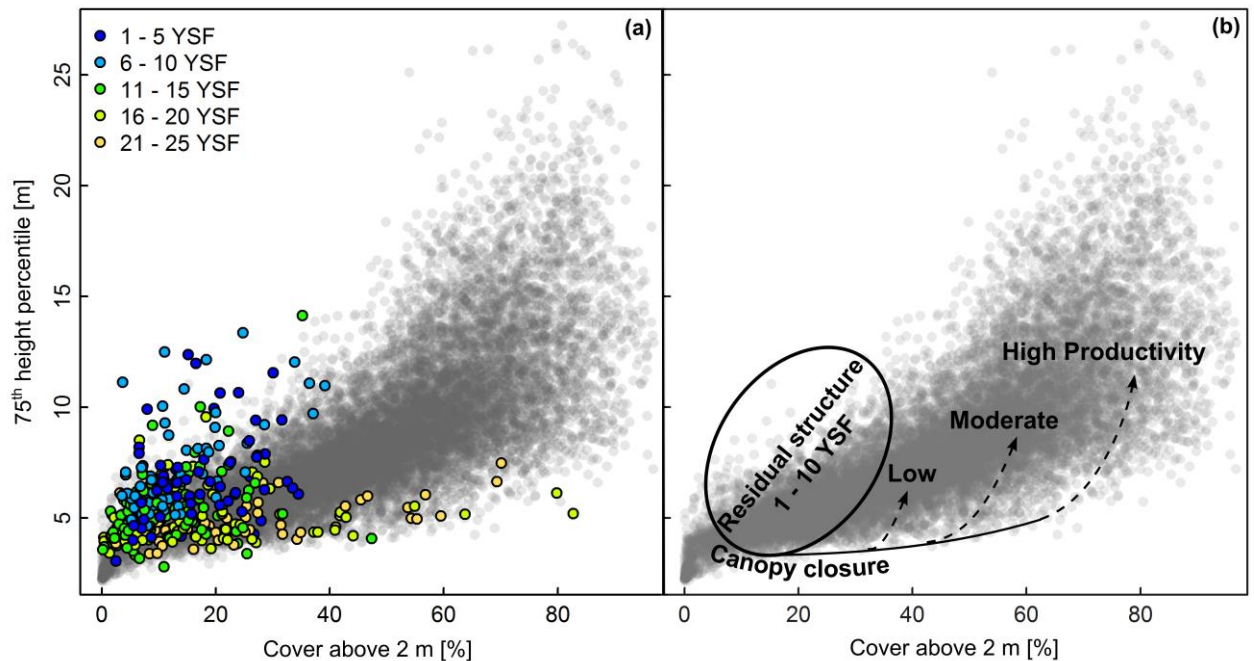 (a)
1 - 5 YSF
6 - 10 YSF
11 - 15 YSF
16 - 20 YSF
21 - 25 YSF
75th height percentile [m]
25
20
15
10
5
0
20
40
60
80
Cover above 2 m [%]
(b)
High Productivity
Moderate
Low
Residual structure
1 - 10 YSF
Canopy closure
0
20
40
60
80
Cover above 2 m [%]